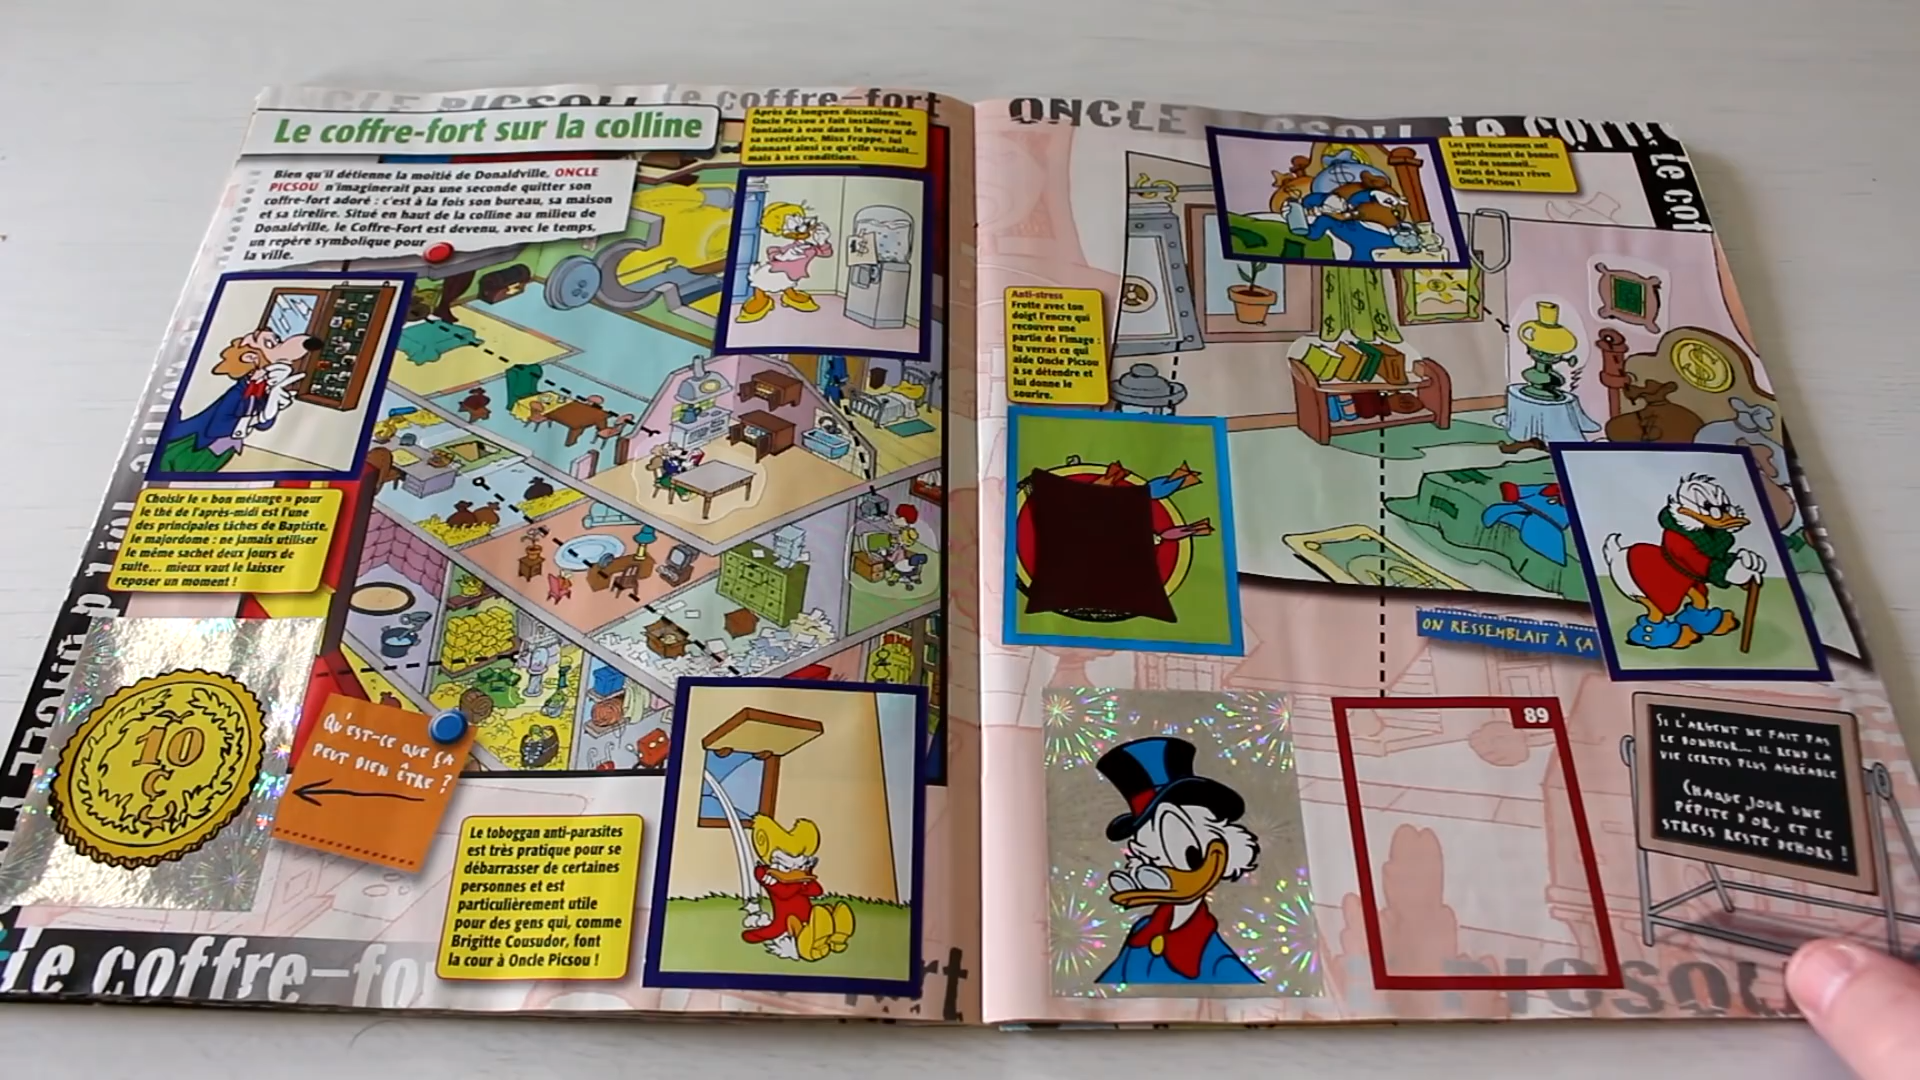 le coffre-fort
Le coffre-fort sur la colline
Bien qu'il détienne la moitié de Donaldville, ONCLE
PICSOU n'imaginerait pas une seconde quitter son
coffre-fort adoré : c'est à la fois son bureau, sa maison
et sa tirelire. Situé en haut de la colline au milieu de
Donaldville, le Coffre-Fort est devenu, avec le temps,
un repère symbolique pour
la ville.
Après de longues discussions,
Oncle Picsou a fait installer une
fontaine à eau dans le bureau de
sa secrétaire, Miss Frappe, lui
donnant ainsi ce qu'elle voulait...
mais à ses conditions.
1$
Choisir le « bon mélange » pour
le thé de l'après-midi est l'une
des principales tâches de Baptiste,
le majordome : ne jamais utiliser
le même sachet deux jours de
suite... mieux vaut le laisser
reposer un moment !
10
¢
Qu'est-ce que ça
peut bien être ?
Le toboggan anti-parasites
est très pratique pour se
débarrasser de certaines
personnes et est
particulièrement utile
pour des gens qui, comme
Brigitte Cousudor, font
la cour à Oncle Picsou !
le coffre-fo
ONCLE PICSOU le coff
le cof
Les gens économes ont
généralement de bonnes
nuits de sommeil...
Faites de beaux rêves
Oncle Picsou !
Anti-stress
Frotte avec ton
doigt l'encre qui
recouvre une
partie de l'image :
tu verras ce qui
aide Oncle Picsou
à se détendre et
lui donne le
sourire.
ON RESSEMBLAIT À ÇA
89
Si l'argent ne fait pas
le bonheur... il rend la
vie certes plus agréable
Chaque jour une
pépite d'or, et le
stress reste dehors !
PICSOU